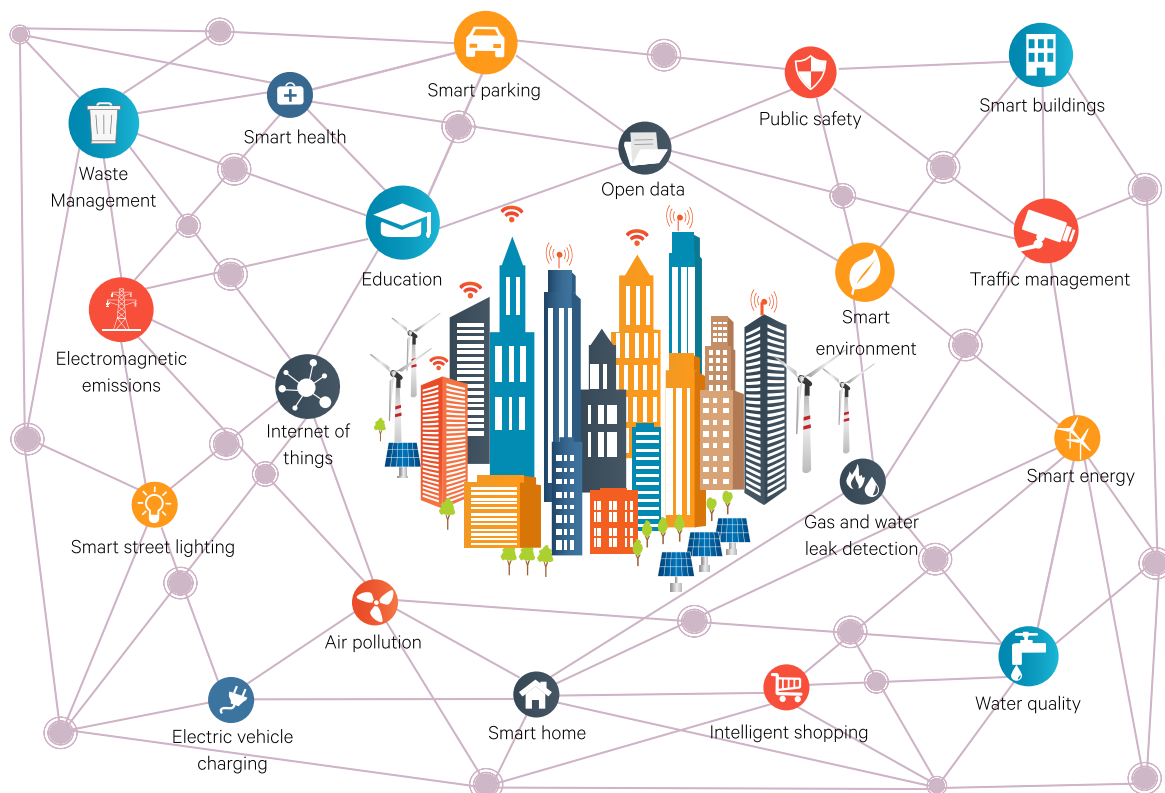 Smart parking
Smart buildings
Public safety
Smart health
Waste
Management
Open data
Education
Traffic management
Smart
environment
Electromagnetic
emissions
Internet of
things
Smart energy
Gas and water
leak detection
Smart street lighting
Air pollution
Water quality
Electric vehicle
charging
Smart home
Intelligent shopping